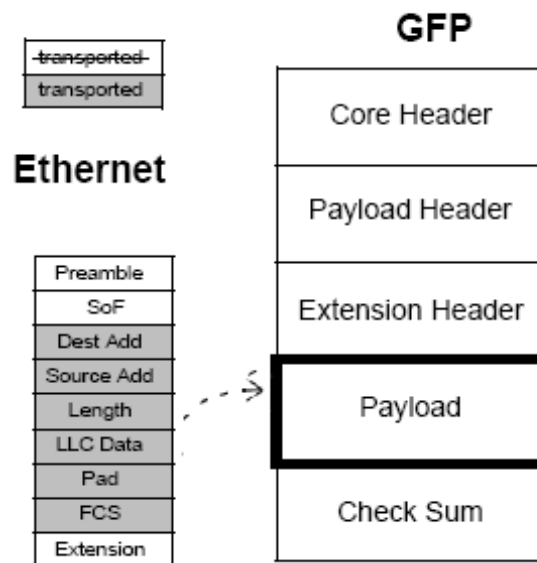 GFP
transported
transported
Ethernet
Core Header
Payload Header
Extension Header
Payload
Check Sum
Preamble
SoF
Dest Add
Source Add
Length
LLC Data
Pad
FCS
Extension